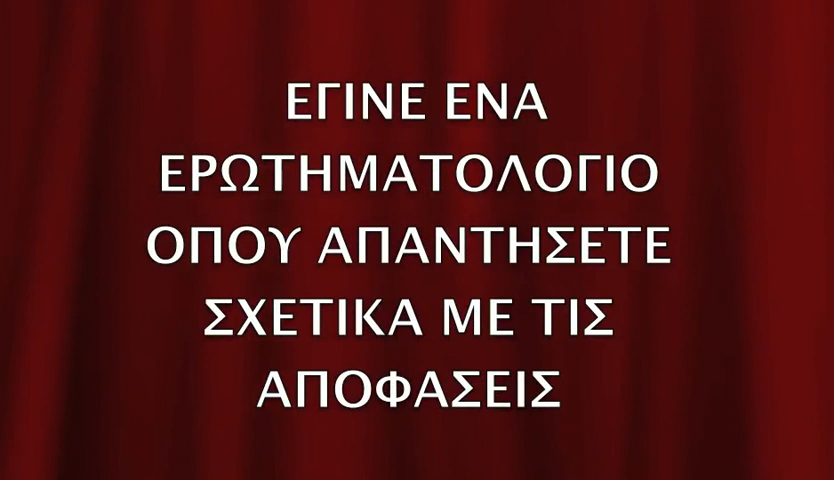 ΕΓΙΝΕ ΕΝΑ
ΕΡΩΤΗΜΑΤΟΛΟΓΙΟ
ΟΠΟΥ ΑΠΑΝΤΗΣΕΤΕ
ΣΧΕΤΙΚΑ ΜΕ ΤΙΣ
ΑΠΟΦΑΣΕΙΣ